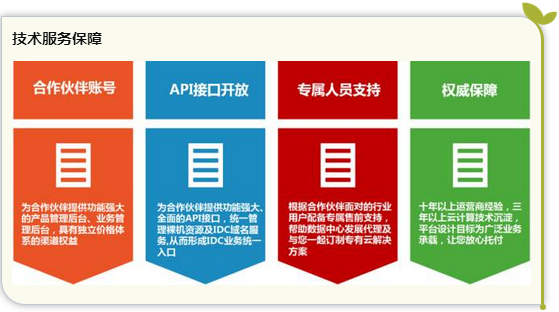 技术服务保障
合作伙伴账号
API接口开放
专属人员支持
权威保障
为合作伙伴提供功能强大
的产品管理后台、业务管
理后台，具有独立价格体
系的渠道权益
为合作伙伴提供功能强大、
全面的API接口，统一管
理裸机资源及IDC域名服
务,从而形成IDC业务统一
入口
根据合作伙伴面对的行业
用户配备专属售前支持，
帮助数据中心发展代理及
与您一起订制专有云解决
方案
十年以上运营商经验，三
年以上云计算技术沉淀，
平台设计目标为广泛业务
承载，让您放心托付